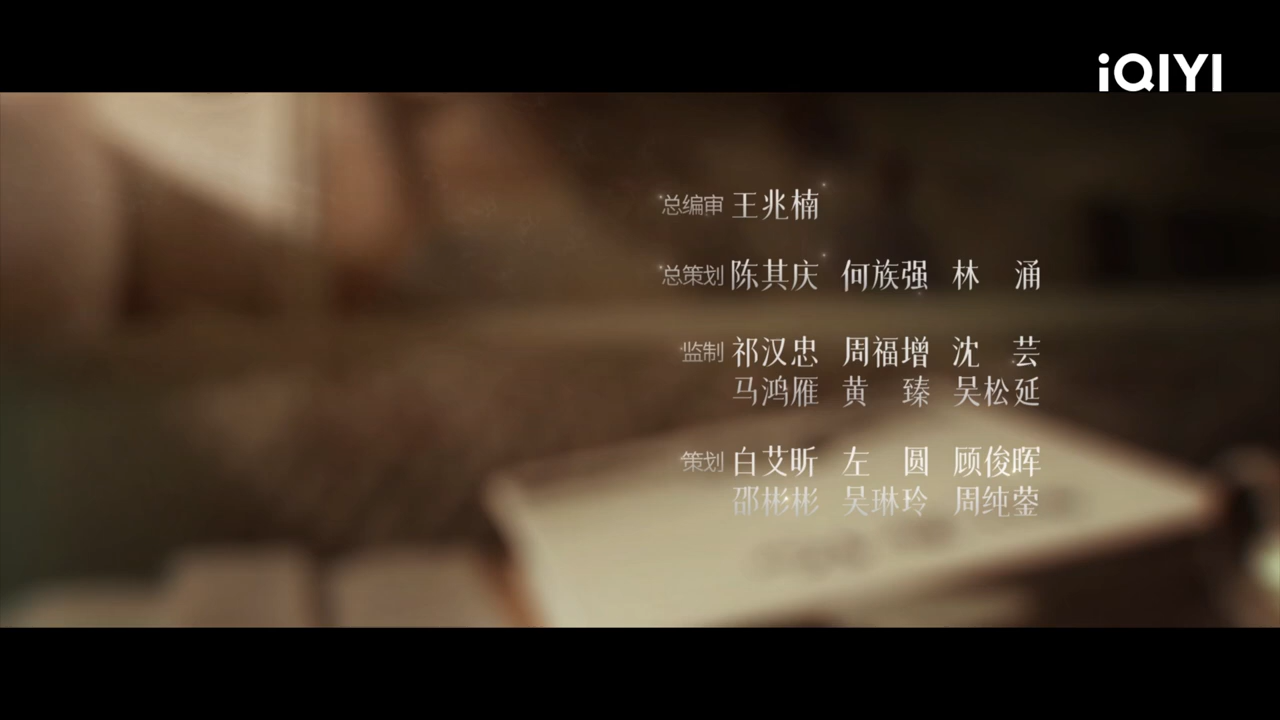 iQIYI
总编审 王兆楠
总策划 陈其庆 何族强 林涌
监制 祁汉忠 周福增 沈芸
马鸿雁 黄臻 吴松延
策划 白艾昕 左圆 顾俊晖
邵彬彬 吴琳玲 周纯蓥